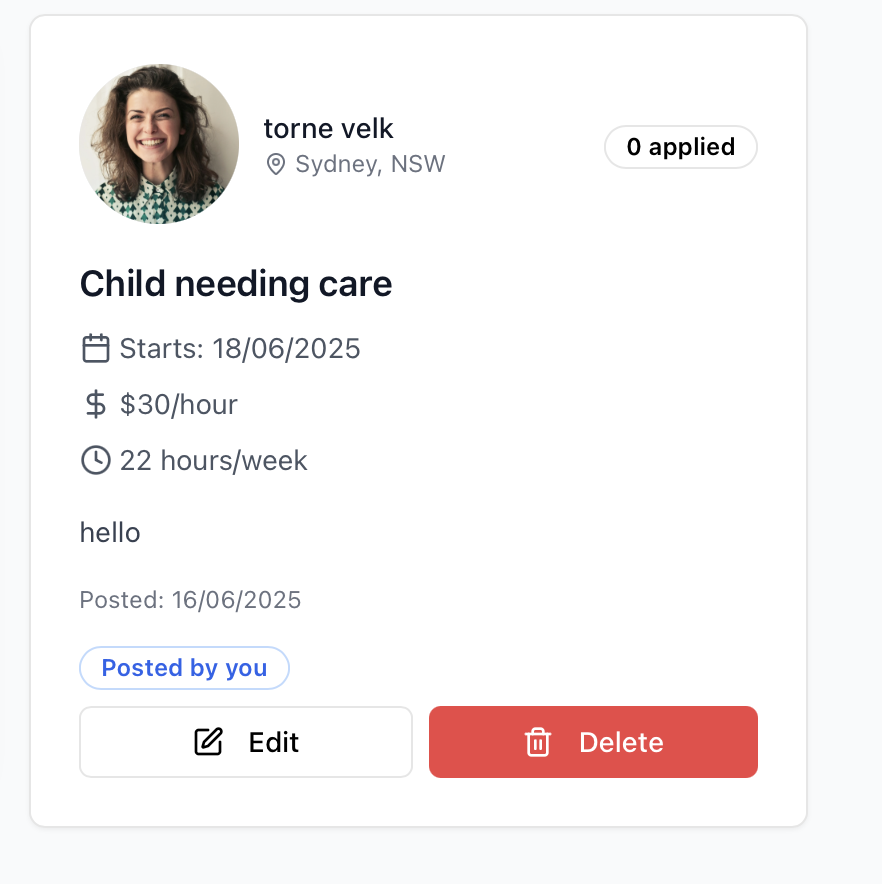 torne velk
Sydney, NSW
0 applied
Child needing care
Starts: 18/06/2025
$30/hour
22 hours/week
hello
Posted: 16/06/2025
Posted by you
Edit
Delete